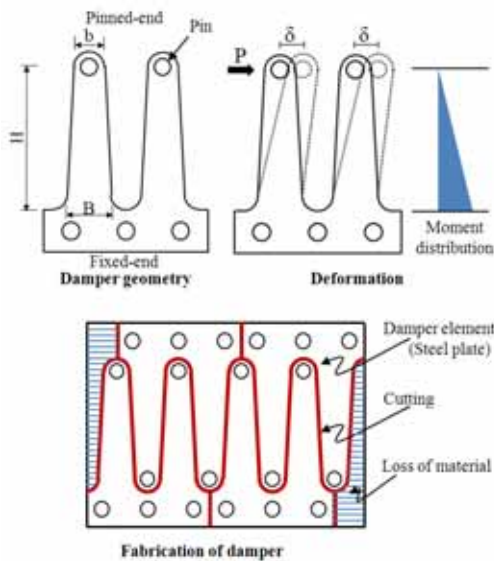 Pinned-end
b
Pin
H
B
Fixed-end
Damper geometry
P
δ
δ
Deformation
Moment
distribution
Damper element
(Steel plate)
Cutting
Loss of material
Fabrication of damper